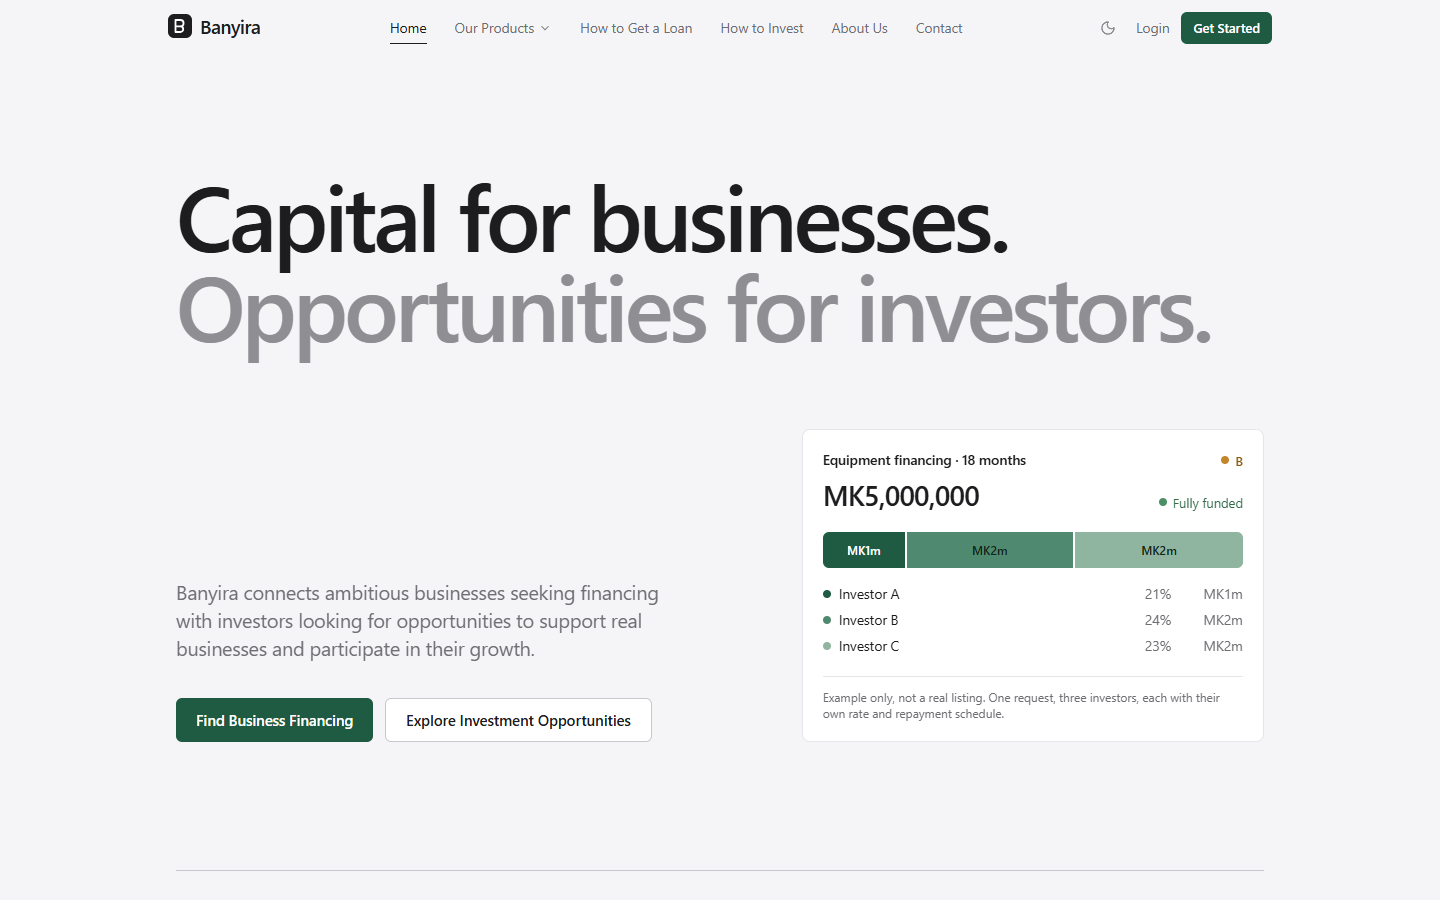 Banyira
Home
Our Products
How to Get a Loan
How to Invest
About Us
Contact
Login
Get Started
Capital for businesses.
Opportunities for investors.
Banyira connects ambitious businesses seeking financing
with investors looking for opportunities to support real
businesses and participate in their growth.
Find Business Financing
Explore Investment Opportunities
Equipment financing · 18 months
B
MK5,000,000
Fully funded
MK1m
MK2m
MK2m
Investor A 21% MK1m
Investor B 24% MK2m
Investor C 23% MK2m
Example only, not a real listing. One request, three investors, each with their
own rate and repayment schedule.